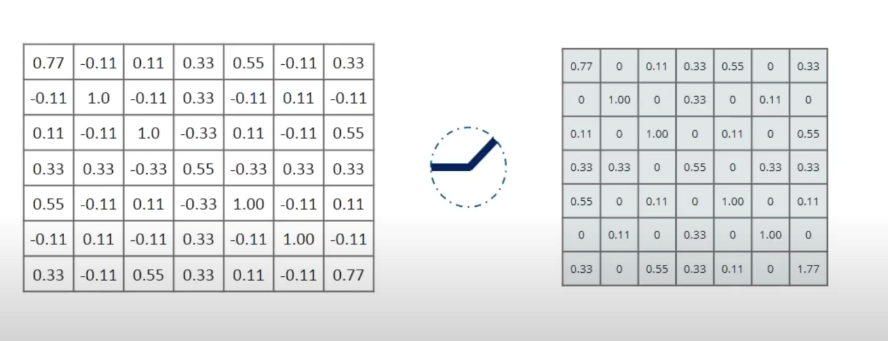 0.77 -0.11 0.11 0.33 0.55 -0.11 0.33
-0.11 1.0 -0.11 0.33 -0.11 0.11 -0.11
0.11 -0.11 1.0 -0.33 0.11 -0.11 0.55
0.33 0.33 -0.33 0.55 -0.33 0.33 0.33
0.55 -0.11 0.11 -0.33 1.00 -0.11 0.11
-0.11 0.11 -0.11 0.33 -0.11 1.00 -0.11
0.33 -0.11 0.55 0.33 0.11 -0.11 0.77
0.77 0 0.11 0.33 0.55 0 0.33
0 1.00 0 0.33 0 0.11 0
0.11 0 1.00 0 0.11 0 0.55
0.33 0.33 0 0.55 0 0.33 0.33
0.55 0 0.11 0 1.00 0 0.11
0 0.11 0 0.33 0 1.00 0
0.33 0 0.55 0.33 0.11 0 1.77